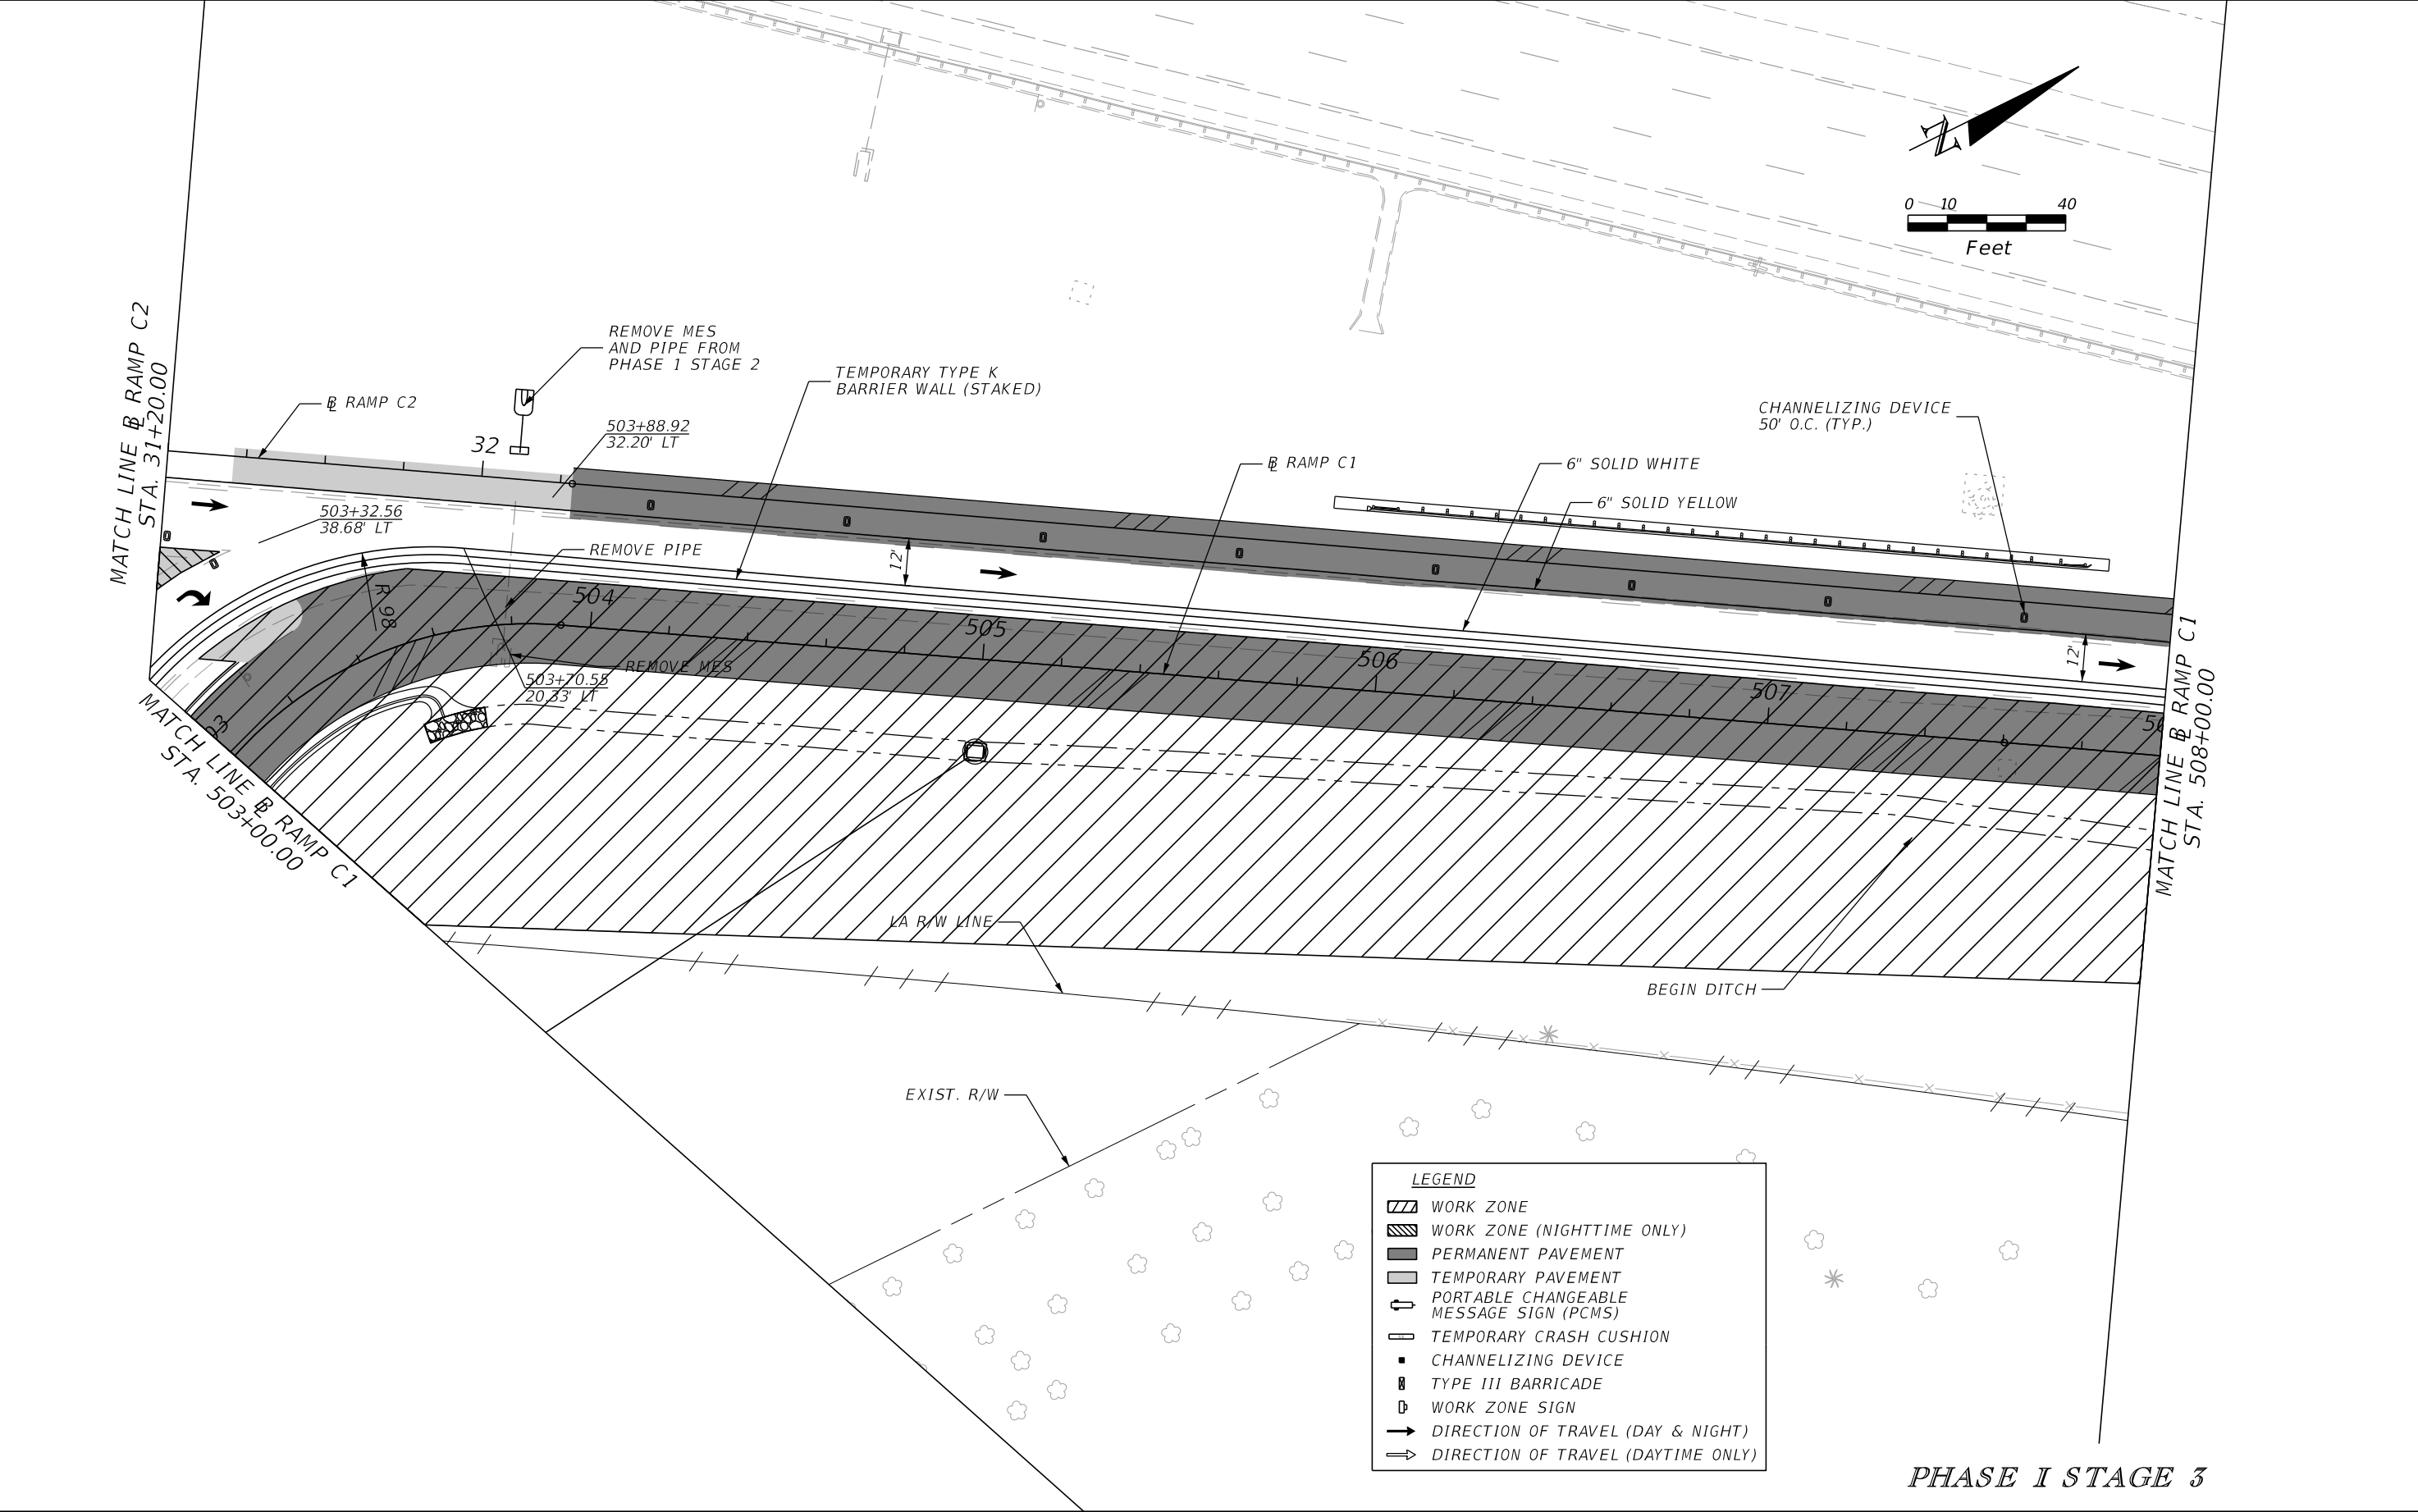 N
0 10 40
Feet
MATCH LINE ⅊ RAMP C2
STA. 31+20.00
REMOVE MES
AND PIPE FROM
PHASE 1 STAGE 2
TEMPORARY TYPE K
BARRIER WALL (STAKED)
BL RAMP C2
32
503+88.92
32.20' LT
CHANNELIZING DEVICE
50' O.C. (TYP.)
BL RAMP C1
6" SOLID WHITE
6" SOLID YELLOW
503+32.56
38.68' LT
REMOVE PIPE
12'
R 98'
504
505
506
507
12'
REMOVE MES
503+70.55
20.33' LT
MATCH LINE BL RAMP C1
STA. 503+00.00
MATCH LINE BL RAMP C1
STA. 508+00.00
LA R/W LINE
BEGIN DITCH
EXIST. R/W
LEGEND
WORK ZONE
WORK ZONE (NIGHTTIME ONLY)
PERMANENT PAVEMENT
TEMPORARY PAVEMENT
PORTABLE CHANGEABLE
MESSAGE SIGN (PCMS)
TEMPORARY CRASH CUSHION
CHANNELIZING DEVICE
TYPE III BARRICADE
WORK ZONE SIGN
DIRECTION OF TRAVEL (DAY & NIGHT)
DIRECTION OF TRAVEL (DAYTIME ONLY)
PHASE I STAGE 3